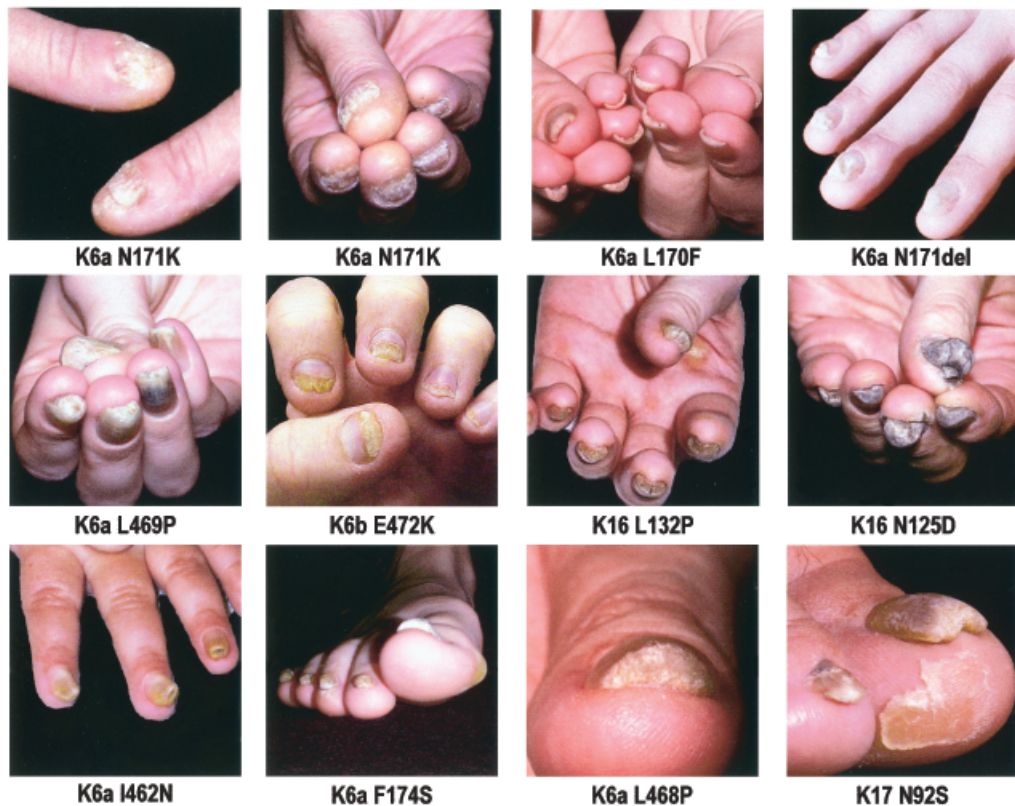 K6a N171K
K6a N171K
K6a L170F
K6a N171del
K6a L469P
K6b E472K
K16 L132P
K16 N125D
K6a I462N
K6a F174S
K6a L468P
K17 N92S